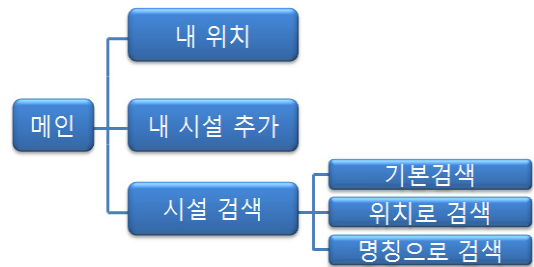 메인
내 위치
내 시설 추가
시설 검색
기본검색
위치로 검색
명칭으로 검색